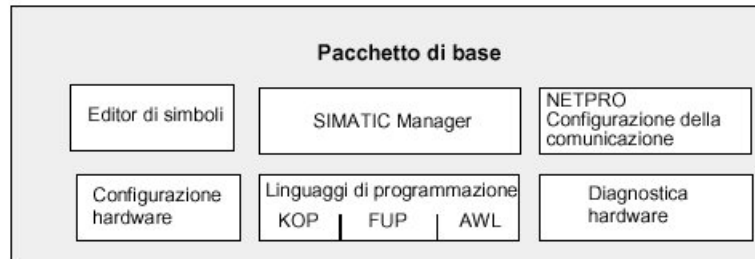 Pacchetto di base
Editor di simboli
SIMATIC Manager
NETPRO
Configurazione della
comunicazione
Configurazione
hardware
Linguaggi di programmazione
KOP FUP AWL
Diagnostica
hardware